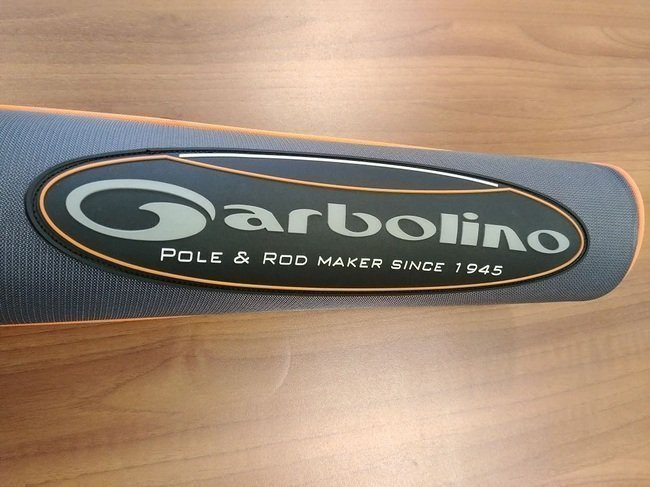 Garbolino
POLE & ROD MAKER SINCE 1945